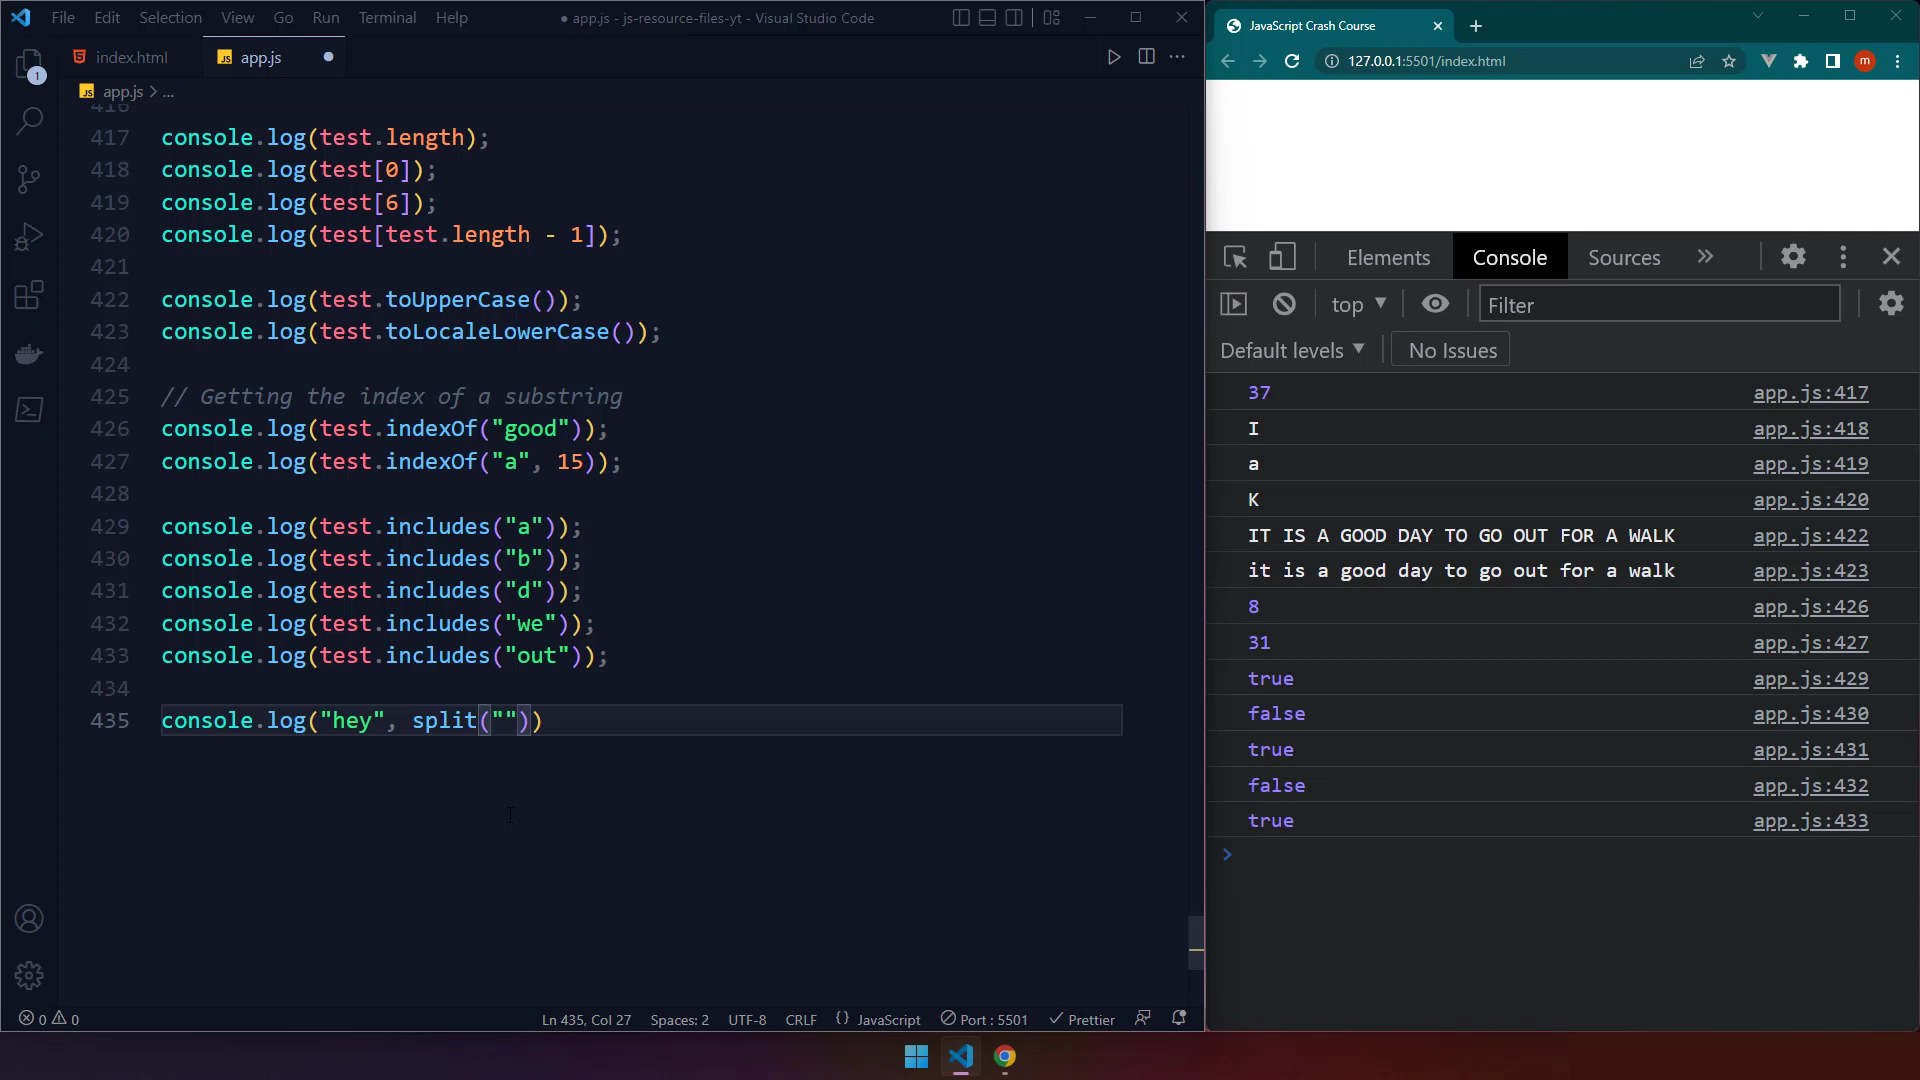 File Edit Selection View Go Run Terminal Help
● app.js - js-resource-files-yt - Visual Studio Code
index.html
JS app.js
JS app.js > ...
1
416
417 console.log(test.length);
418 console.log(test[0]);
419 console.log(test[6]);
420 console.log(test[test.length - 1]);
421
422 console.log(test.toUpperCase());
423 console.log(test.toLocaleLowerCase());
424
425 // Getting the index of a substring
426 console.log(test.indexOf("good"));
427 console.log(test.indexOf("a", 15));
428
429 console.log(test.includes("a"));
430 console.log(test.includes("b"));
431 console.log(test.includes("d"));
432 console.log(test.includes("we"));
433 console.log(test.includes("out"));
434
435 console.log("hey", split(""))
0 0
Ln 435, Col 27 Spaces: 2 UTF-8 CRLF {} JavaScript Port : 5501 Prettier
JavaScript Crash Course
127.0.0.1:5501/index.html
m
Elements Console Sources »
top Filter
Default levels No Issues
37 app.js:417
I app.js:418
a app.js:419
K app.js:420
IT IS A GOOD DAY TO GO OUT FOR A WALK app.js:422
it is a good day to go out for a walk app.js:423
8 app.js:426
31 app.js:427
true app.js:429
false app.js:430
true app.js:431
false app.js:432
true app.js:433
>